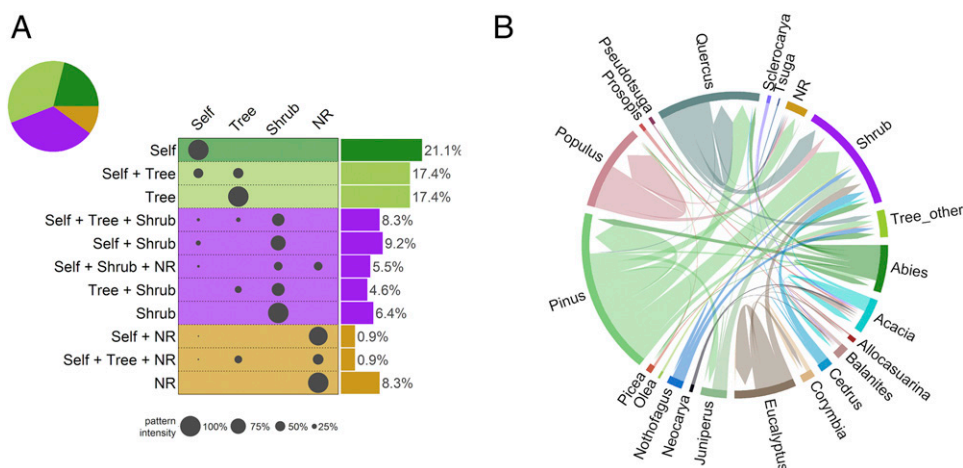 A
Self Tree Shrub NR
Self 21.1%
Self + Tree 17.4%
Tree 17.4%
Self + Tree + Shrub 8.3%
Self + Shrub 9.2%
Self + Shrub + NR 5.5%
Tree + Shrub 4.6%
Shrub 6.4%
Self + NR 0.9%
Self + Tree + NR 0.9%
NR 8.3%
pattern
intensity 100% 75% 50% 25%
B
Quercus
Sclerocarya
Tsuga
NR
Shrub
Tree_other
Abies
Acacia
Allocasuarina
Balanites
Cedrus
Corymbia
Eucalyptus
Juniperus
Neocarya
Nothofagus
Olea
Picea
Pinus
Populus
Prosopis
Pseudotsuga